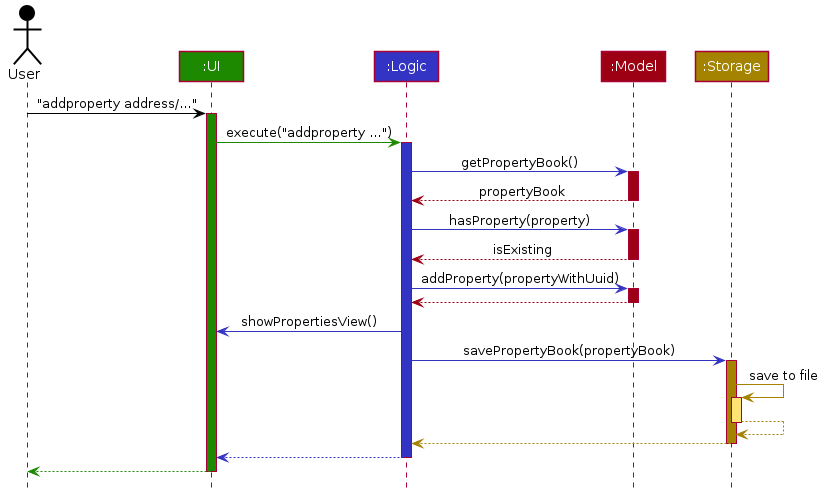 User
:UI
:Logic
:Model
:Storage
"addproperty address/..."
execute("addproperty ...")
getPropertyBook()
propertyBook
hasProperty(property)
isExisting
addProperty(propertyWithUuid)
showPropertiesView()
savePropertyBook(propertyBook)
save to file